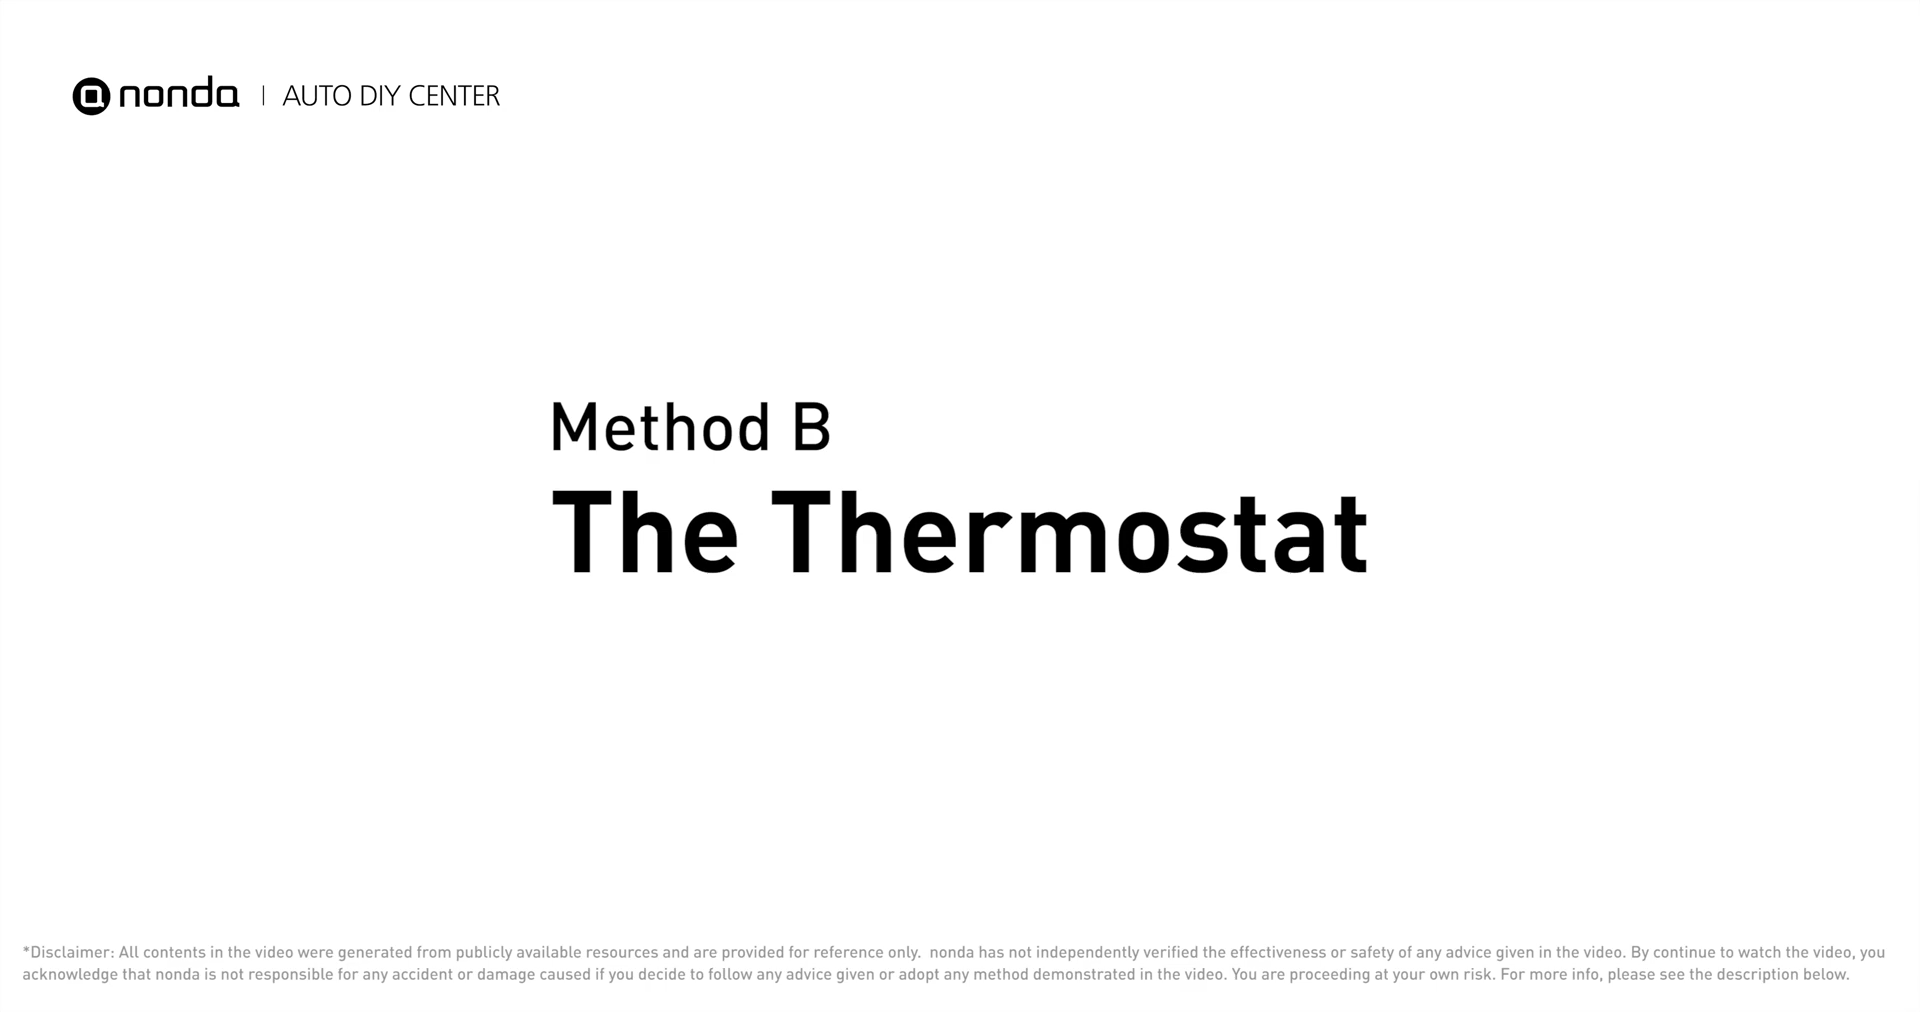 nonda | AUTO DIY CENTER
Method B
The Thermostat
*Disclaimer: All contents in the video were generated from publicly available resources and are provided for reference only.  nonda has not independently verified the effectiveness or safety of any advice given in the video. By continue to watch the video, you
acknowledge that nonda is not responsible for any accident or damage caused if you decide to follow any advice given or adopt any method demonstrated in the video. You are proceeding at your own risk. For more info, please see the description below.